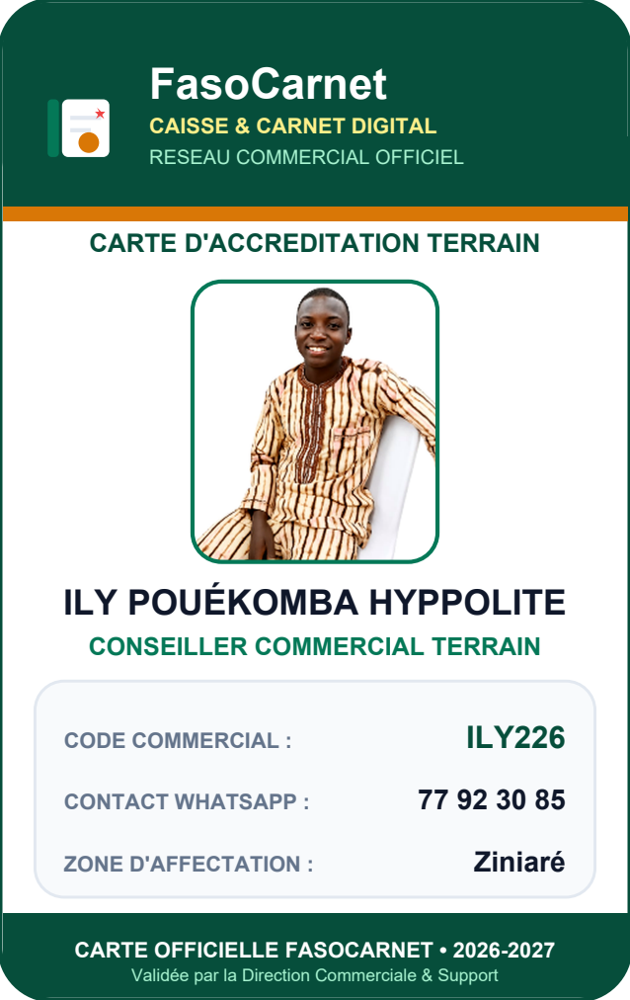 FasoCarnet
CAISSE & CARNET DIGITAL
RESEAU COMMERCIAL OFFICIEL
CARTE D'ACCREDITATION TERRAIN
ILY POUÉKOMBA HYPPOLITE
CONSEILLER COMMERCIAL TERRAIN
CODE COMMERCIAL : ILY226
CONTACT WHATSAPP : 77 92 30 85
ZONE D'AFFECTATION : Ziniaré
CARTE OFFICIELLE FASOCARNET • 2026-2027
Validée par la Direction Commerciale & Support